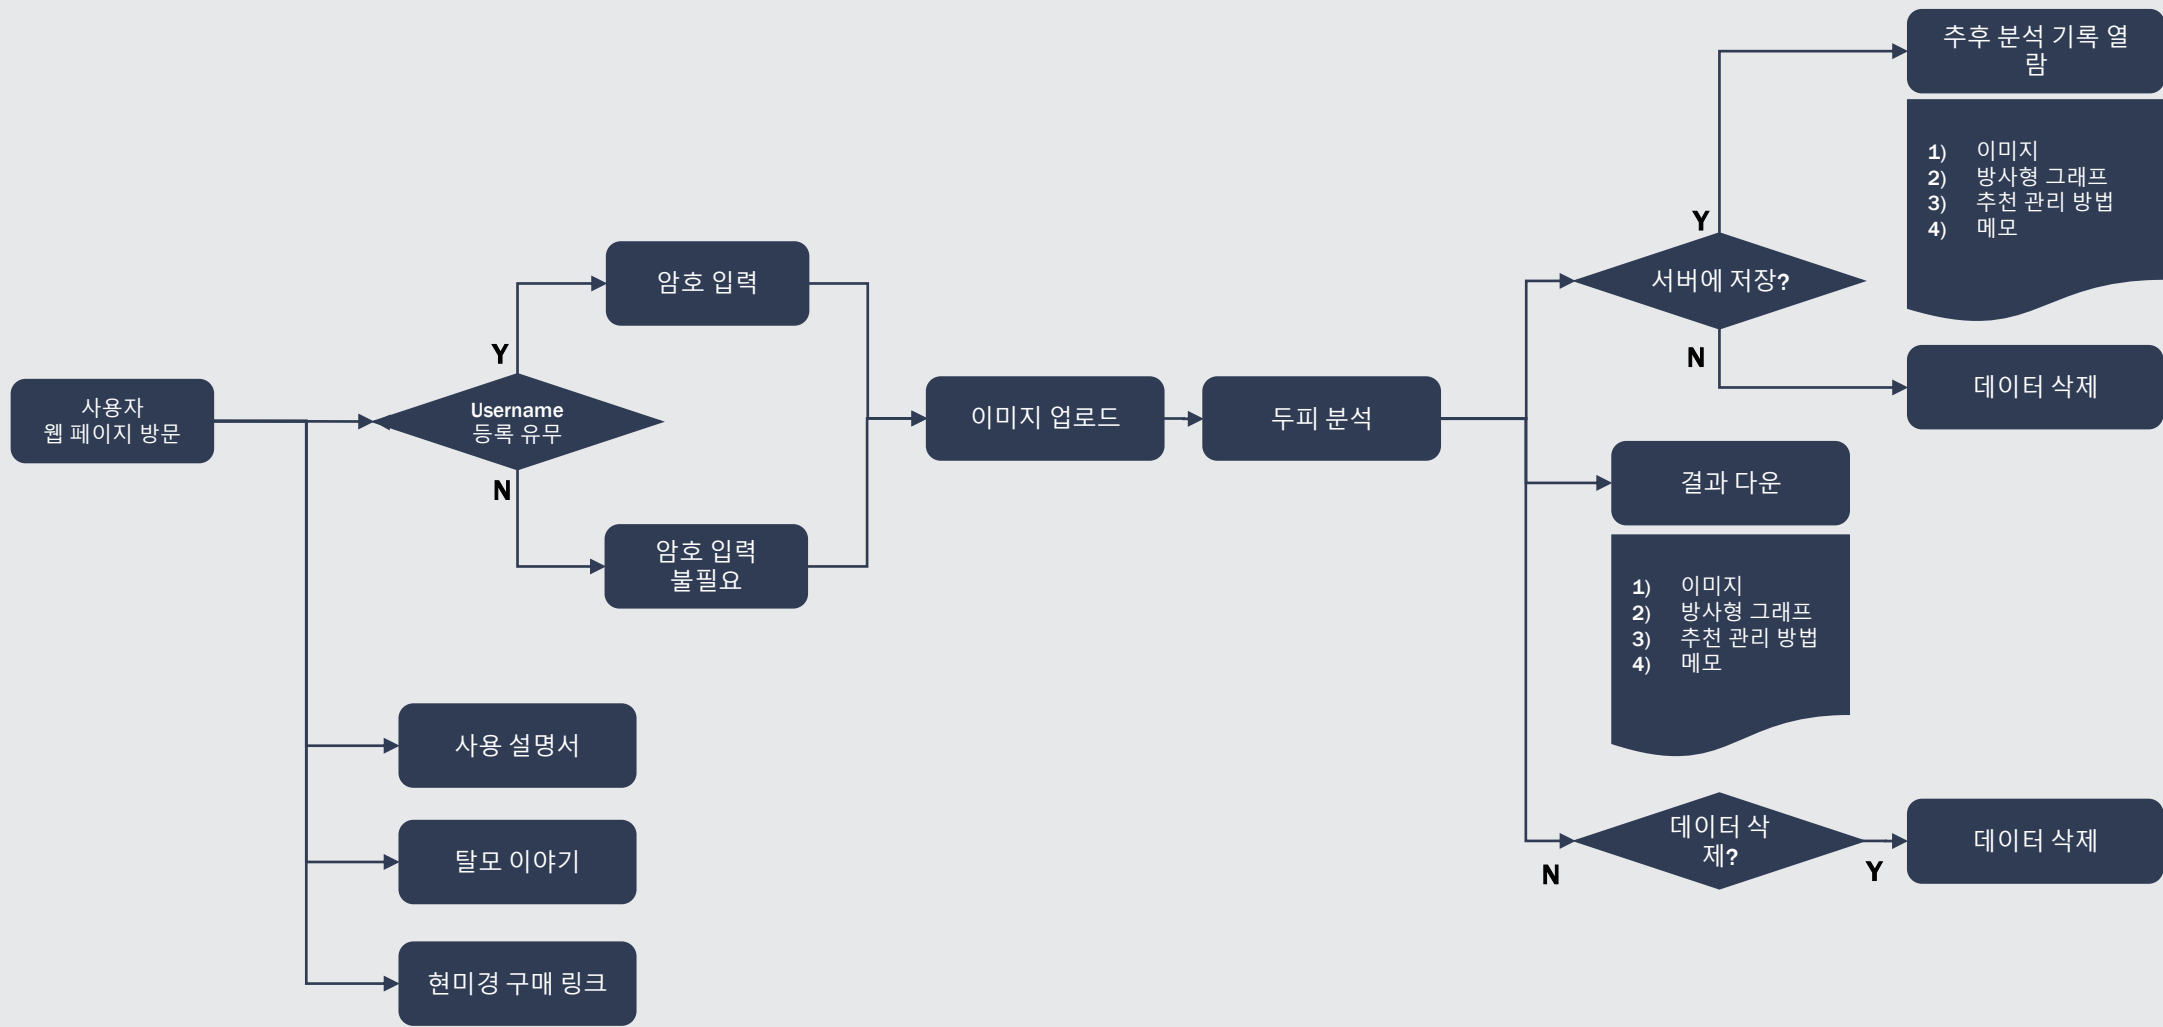 사용자
웹 페이지 방문
Username
등록 유무
Y
N
암호 입력
암호 입력
불필요
사용 설명서
탈모 이야기
현미경 구매 링크
이미지 업로드
두피 분석
서버에 저장?
Y
N
추후 분석 기록 열
람
1) 이미지
2) 방사형 그래프
3) 추천 관리 방법
4) 메모
데이터 삭제
결과 다운
1) 이미지
2) 방사형 그래프
3) 추천 관리 방법
4) 메모
데이터 삭
제?
N
Y
데이터 삭제